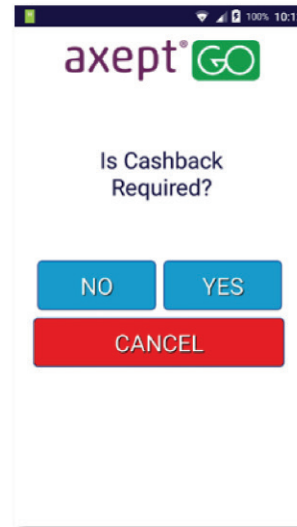 100% 10:1
axept® GO
Is Cashback
Required?
NO YES
CANCEL